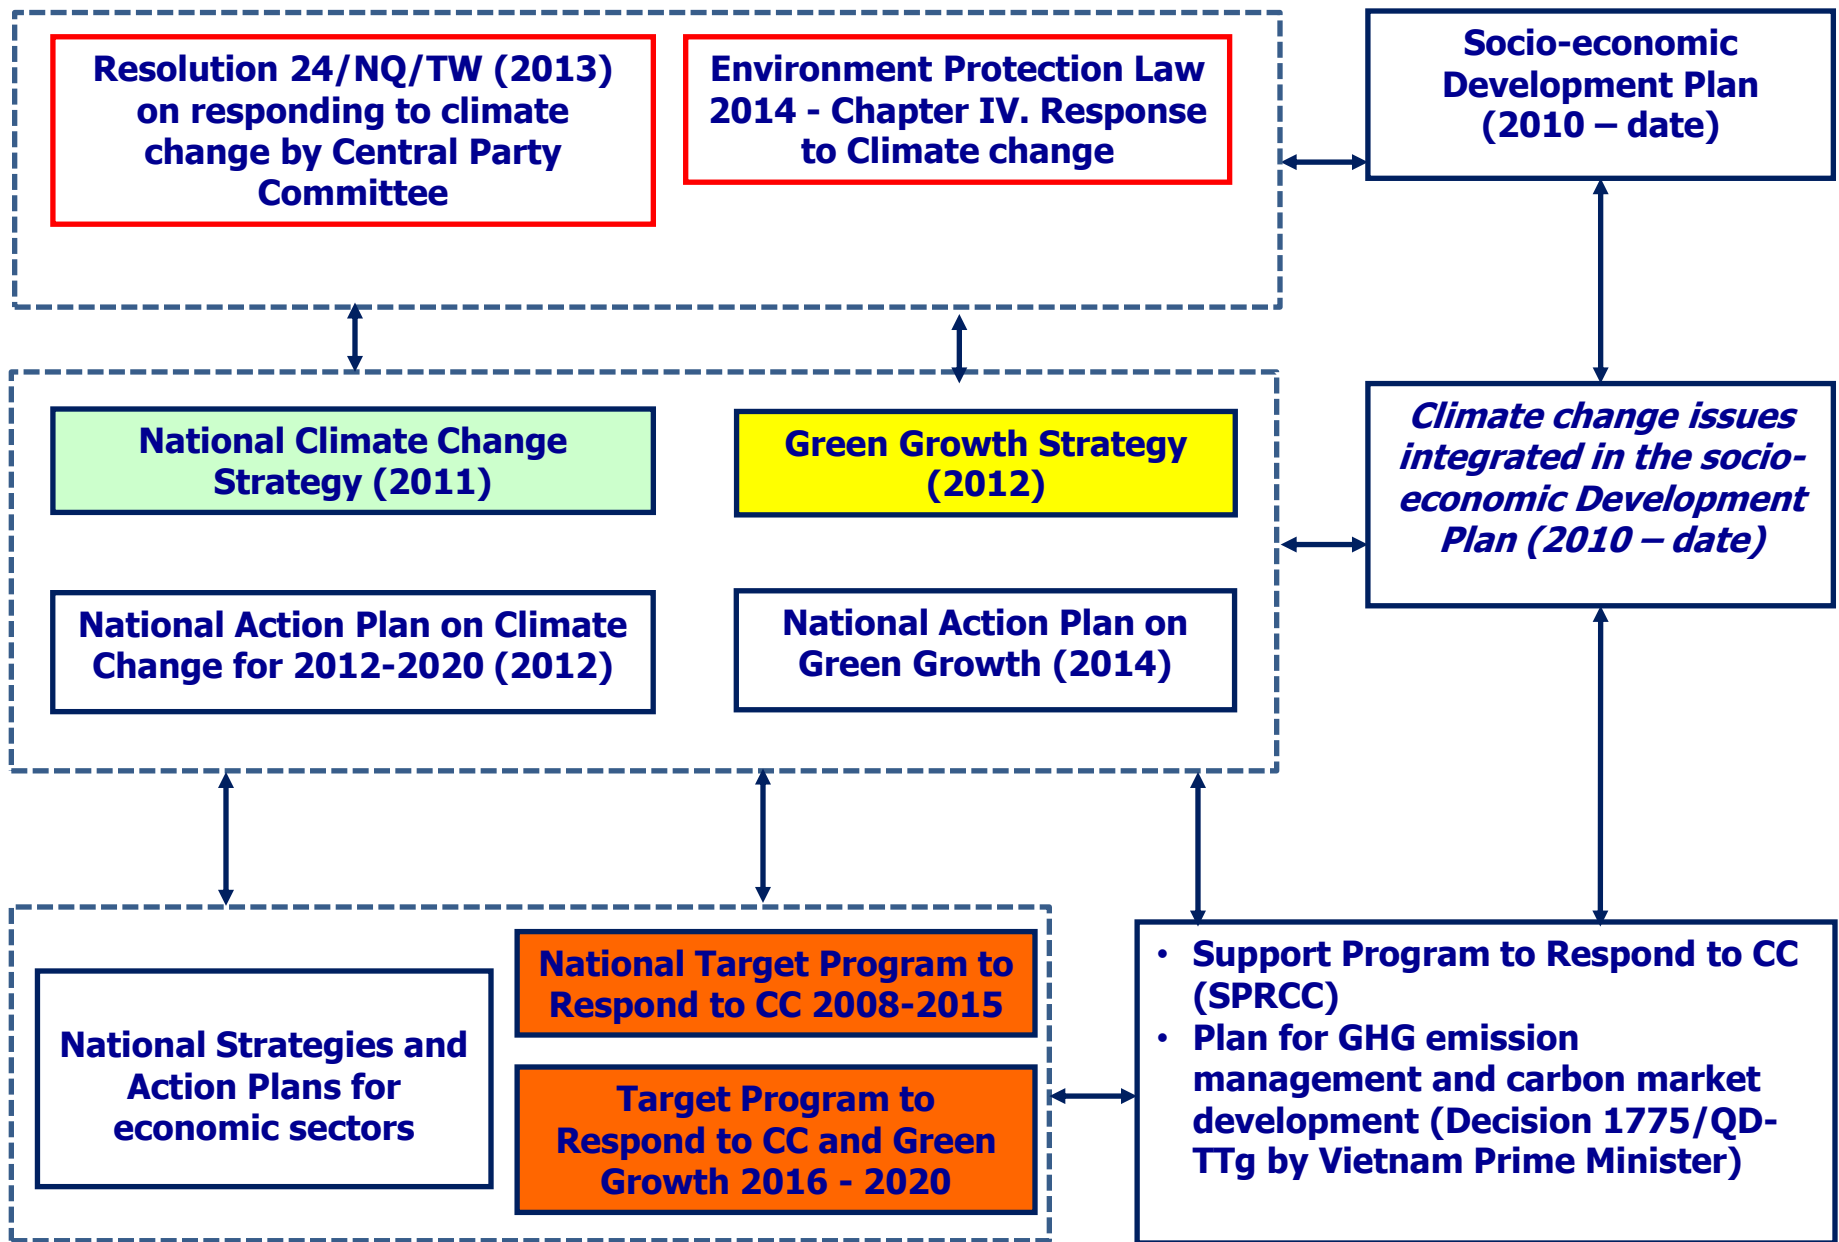 Resolution 24/NQ/TW (2013)
on responding to climate
change by Central Party
Committee
Environment Protection Law
2014 - Chapter IV. Response
to Climate change
Socio-economic
Development Plan
(2010 – date)
National Climate Change
Strategy (2011)
Green Growth Strategy
(2012)
Climate change issues
integrated in the socio-
economic Development
Plan (2010 – date)
National Action Plan on Climate
Change for 2012-2020 (2012)
National Action Plan on
Green Growth (2014)
National Strategies and
Action Plans for
economic sectors
National Target Program to
Respond to CC 2008-2015
Target Program to
Respond to CC and Green
Growth 2016 - 2020
• Support Program to Respond to CC
(SPRCC)
• Plan for GHG emission
management and carbon market
development (Decision 1775/QD-
TTg by Vietnam Prime Minister)